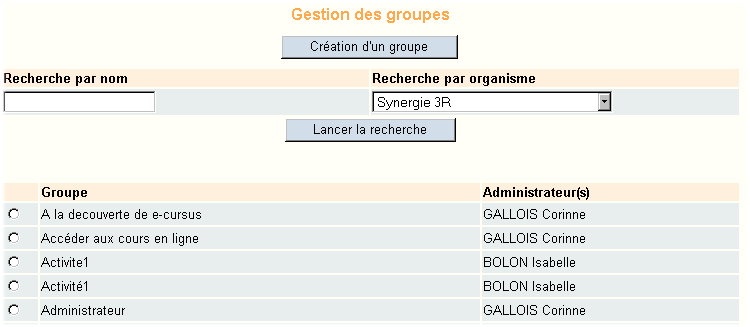 Gestion des groupes
Création d'un groupe
Recherche par nom Recherche par organisme
Synergie 3R
Lancer la recherche
Groupe Administrateur(s)
A la decouverte de e-cursus GALLOIS Corinne
Accéder aux cours en ligne GALLOIS Corinne
Activite1 BOLON Isabelle
Activité1 BOLON Isabelle
Administrateur GALLOIS Corinne